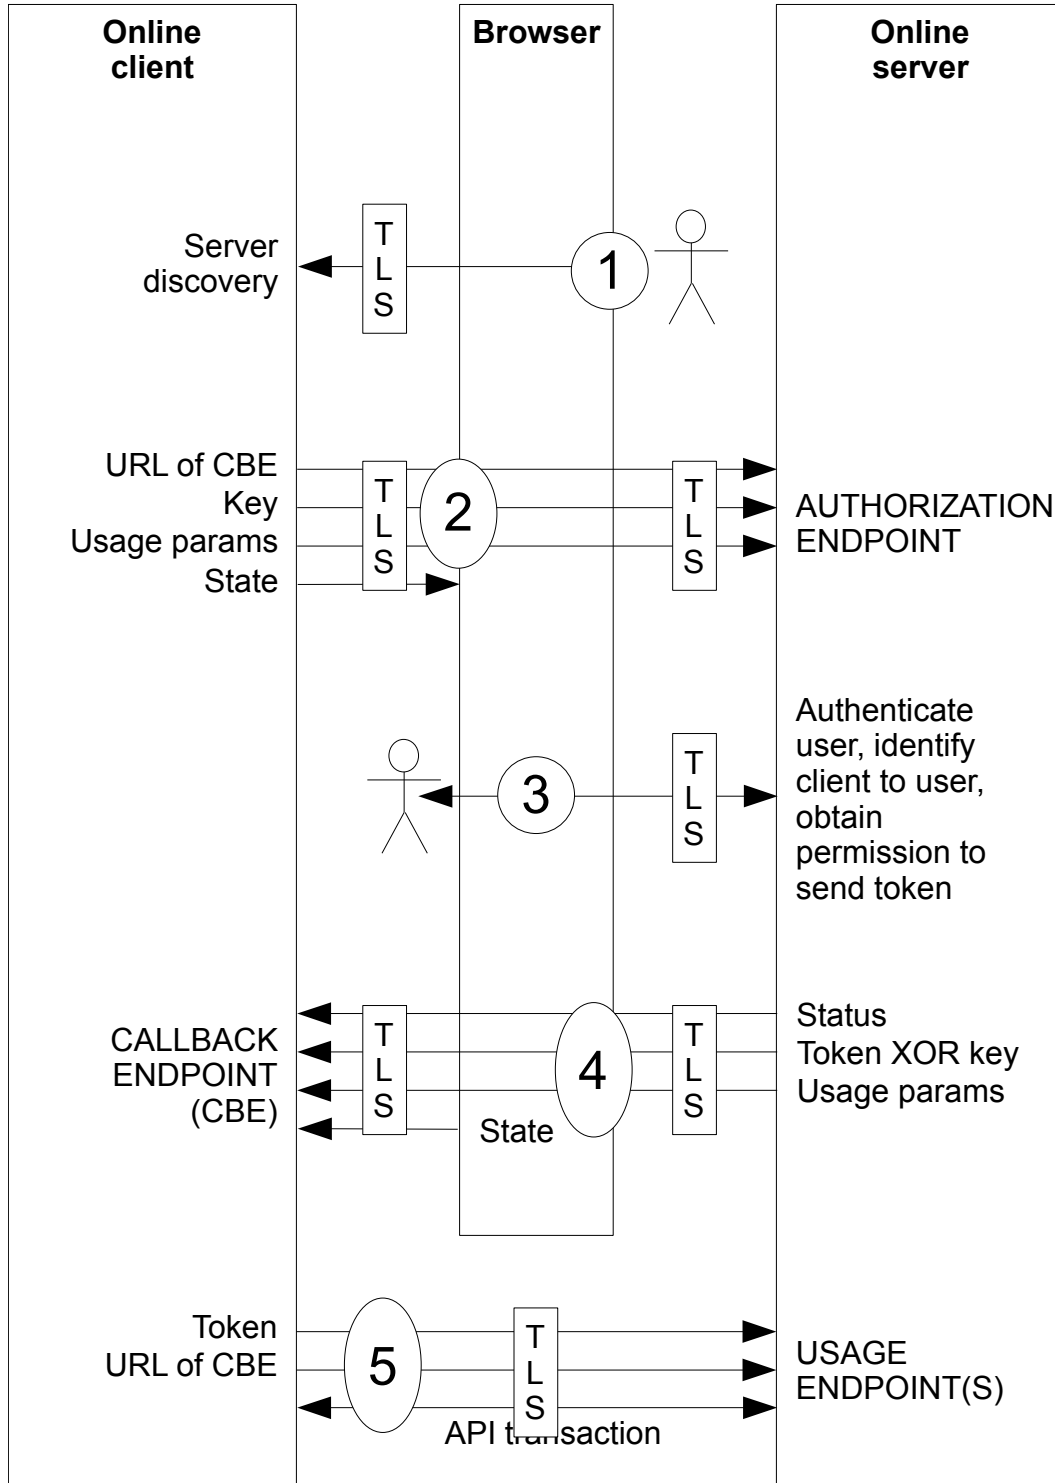 Online
client
Browser
Online
server
Server
discovery
T
L
S
1
URL of CBE
Key
Usage params
State
T
L
S
2
T
L
S
AUTHORIZATION
ENDPOINT
3
T
L
S
Authenticate
user, identify
client to user,
obtain
permission to
send token
CALLBACK
ENDPOINT
(CBE)
T
L
S
State
4
T
L
S
Status
Token XOR key
Usage params
Token
URL of CBE
5
T
L
S
API transaction
USAGE
ENDPOINT(S)